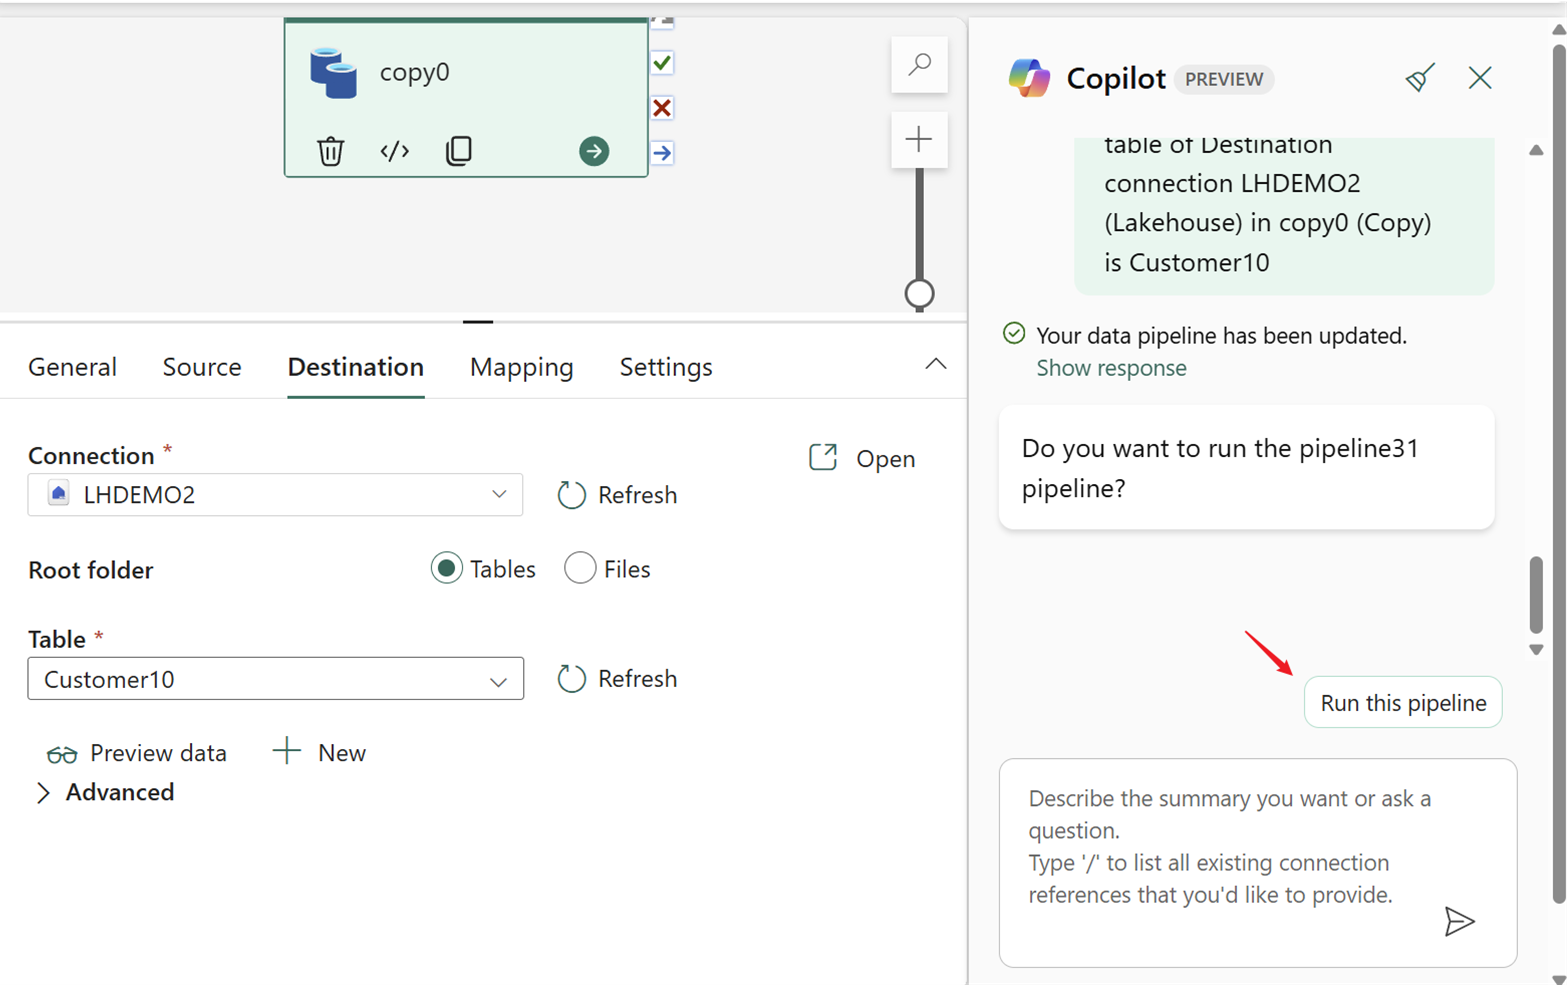 copy0
General
Source
Destination
Mapping
Settings
Connection *
Open
LHDEMO2
Refresh
Root folder
Tables
Files
Table *
Customer10
Refresh
Preview data
New
Advanced
Copilot PREVIEW
table of Destination
connection LHDEMO2
(Lakehouse) in copy0 (Copy)
is Customer10
Your data pipeline has been updated.
Show response
Do you want to run the pipeline31
pipeline?
Run this pipeline
Describe the summary you want or ask a
question.
Type '/' to list all existing connection
references that you'd like to provide.